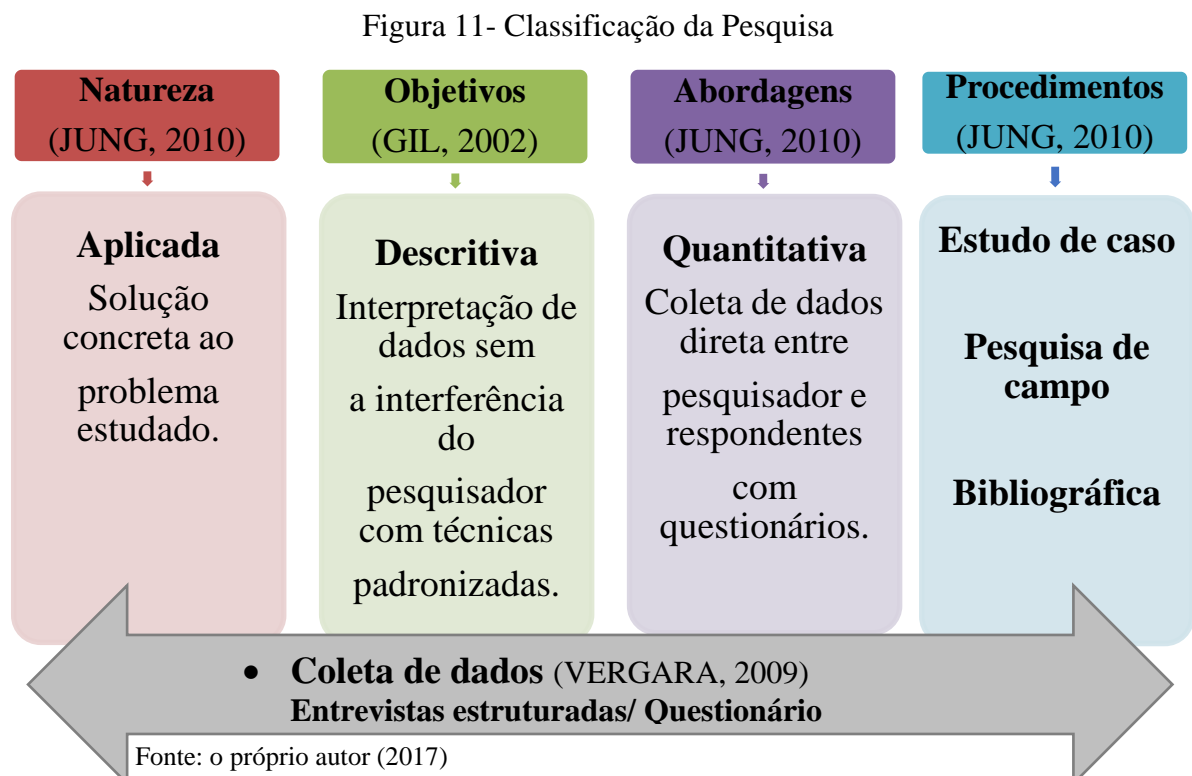 Figura 11- Classificação da Pesquisa
Natureza
(JUNG, 2010)
Aplicada
Solução
concreta ao
problema
estudado.
Objetivos
(GIL, 2002)
Descritiva
Interpretação de
dados sem
a interferência
do
pesquisador
com técnicas
padronizadas.
Abordagens
(JUNG, 2010)
Quantitativa
Coleta de dados
direta entre
pesquisador e
respondentes
com
questionários.
Procedimentos
(JUNG, 2010)
Estudo de caso
Pesquisa de
campo
Bibliográfica
• Coleta de dados (VERGARA, 2009)
Entrevistas estruturadas/ Questionário
Fonte: o próprio autor (2017)